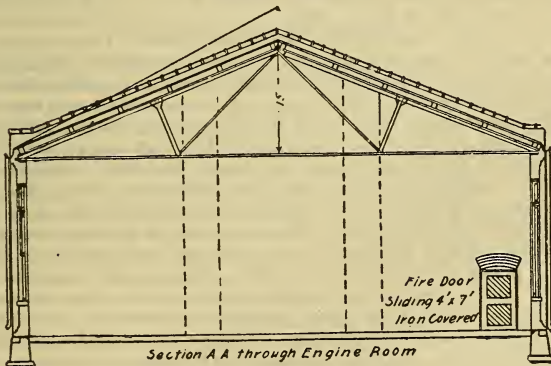 Fire Door
Sliding 4' x 7'
Iron Covered
Section A A through Engine Room